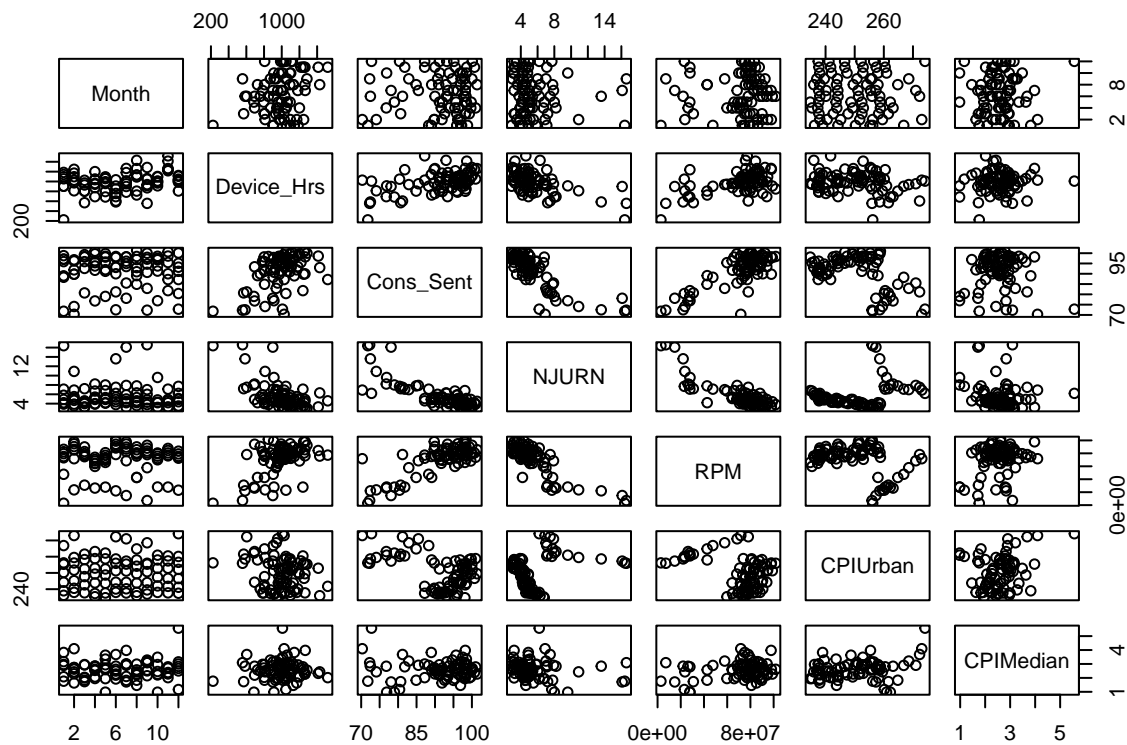 200 1000 4 8 14 240 260
Month 2 8
200 Device_Hrs
Cons_Sent 70 95
4 12 NJURN
RPM 0e+00
240 CPIUrban
CPIMedian 1 4
2 6 10 70 85 100 0e+00 8e+07 1 3 5